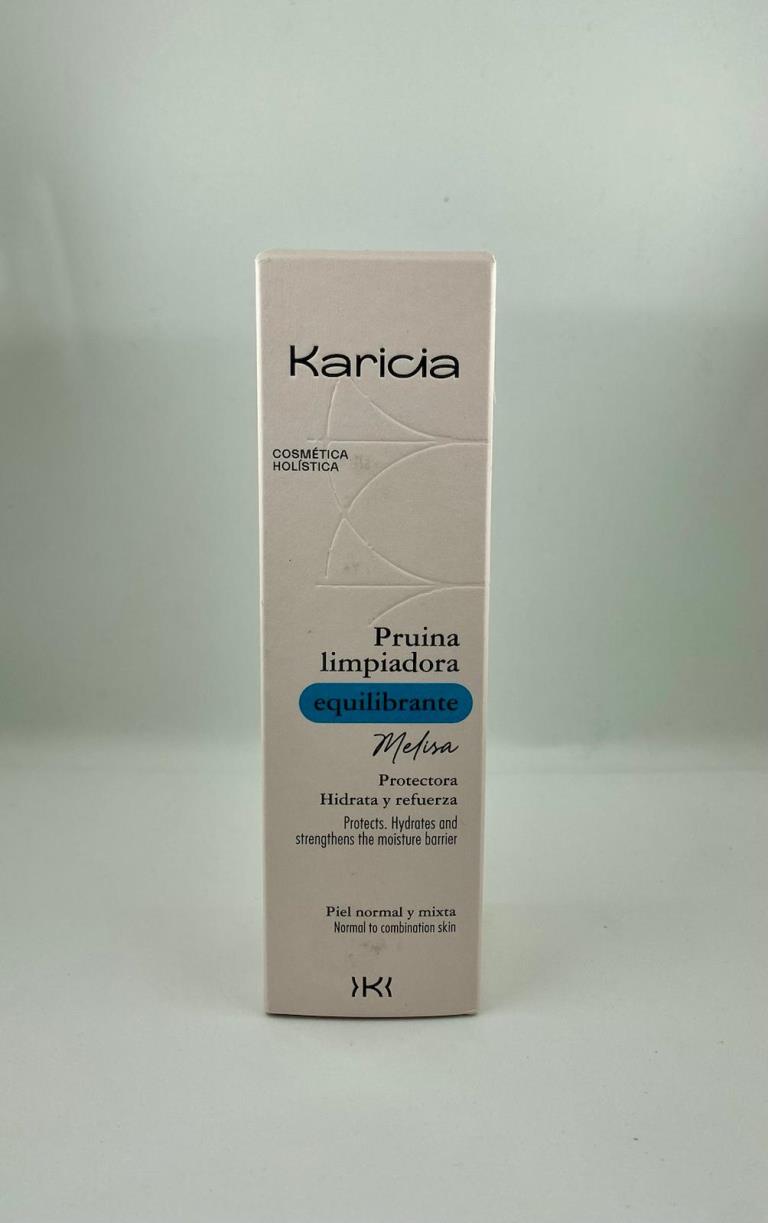 Karicia
COSMÉTICA
HOLÍSTICA
Pruina
limpiadora
equilibrante
Melisa
Protectora
Hidrata y refuerza
Protects. Hydrates and
strengthens the moisture barrier
Piel normal y mixta
Normal to combination skin
K